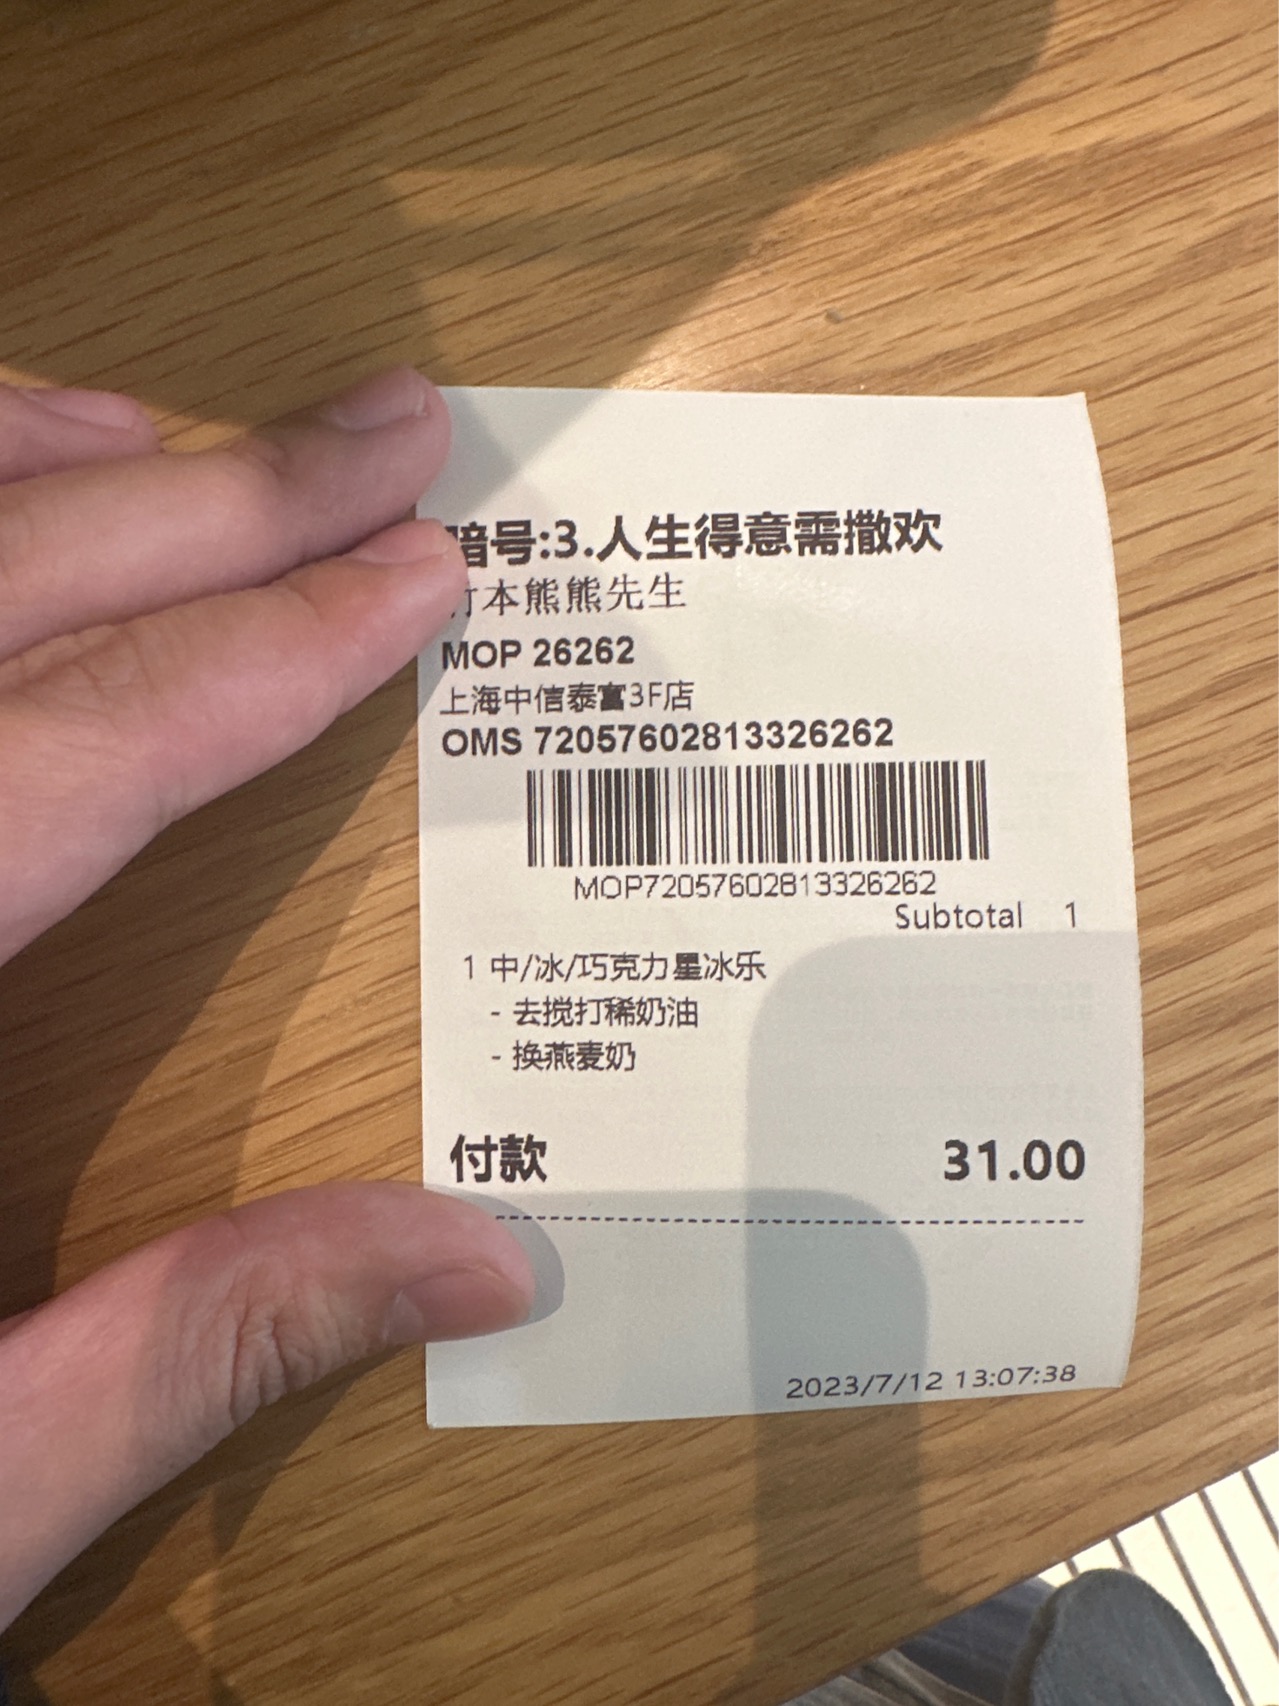 暗号:3.人生得意需撒欢
本熊熊先生
MOP 26262
上海中信泰富3F店
OMS 72057602813326262
MOP72057602813326262
Subtotal 1
1 中/冰/巧克力星冰乐
- 去搅打稀奶油
- 换燕麦奶
付款 31.00
2023/7/12 13:07:38